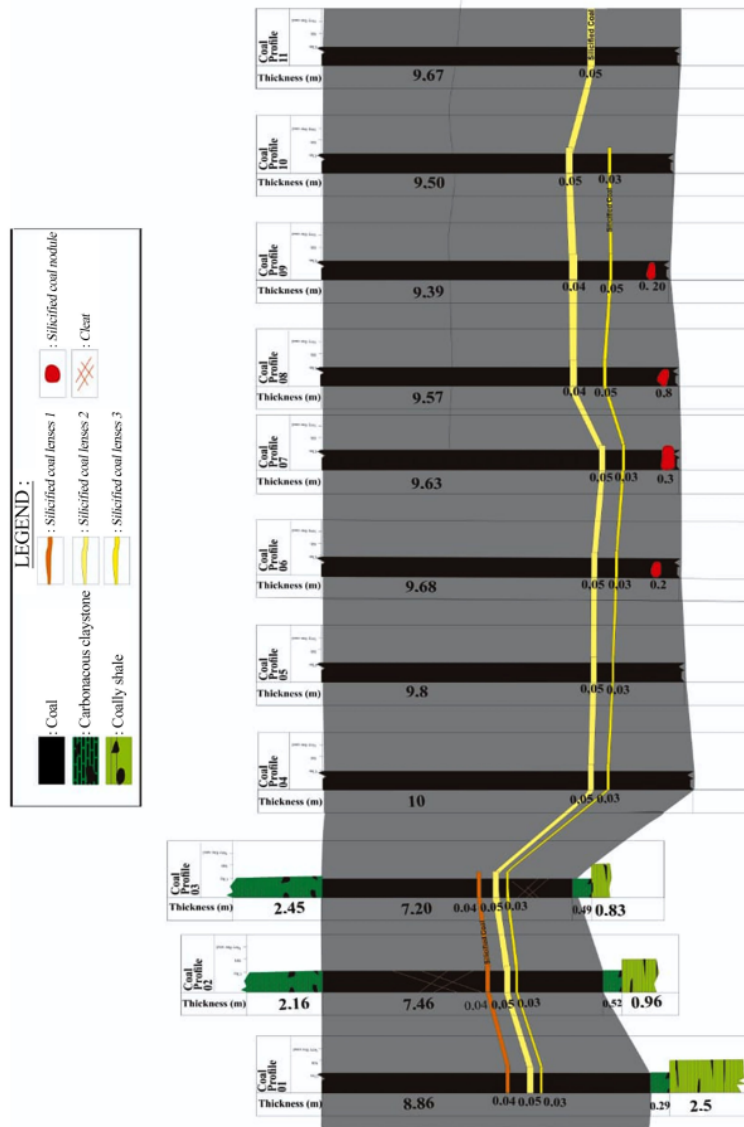 Coal Profile 11
Thickness (m)
9.67
0.05
Silicified Coal
Coal Profile 10
Thickness (m)
9.50
0.05
0.03
Silicified Coal
Coal Profile 09
Thickness (m)
9.39
0.04
0.05
0. 20
Coal Profile 08
Thickness (m)
9.57
0.04
0.05
0.8
Coal Profile 07
Thickness (m)
9.63
0.05
0.03
0.3
Coal Profile 06
Thickness (m)
9.68
0.05
0.03
0.2
Coal Profile 05
Thickness (m)
9.8
0.05
0.03
Coal Profile 04
Thickness (m)
10
0.05
0.03
Coal Profile 03
Thickness (m)
2.45
7.20
0.04
0.05
0.03
0.49
0.83
Silicified Coal
Coal Profile 02
Thickness (m)
2.16
7.46
0.04
0.05
0.03
0.52
0.96
Coal Profile 01
Thickness (m)
8.86
0.04
0.05
0.03
0.29
2.5
LEGEND :
: Coal
: Carbonacous claystone
: Coally shale
: Silicified coal lenses 1
: Silicified coal lenses 2
: Silicified coal lenses 3
: Silicified coal nodule
: Cleat